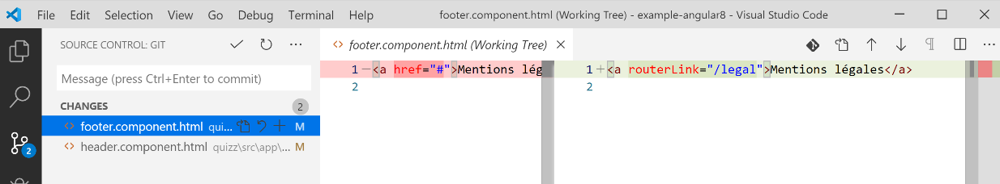 File Edit Selection View Go Debug Terminal Help footer.component.html (Working Tree) - example-angular8 - Visual Studio Code
SOURCE CONTROL: GIT
footer.component.html (Working Tree)
Message (press Ctrl+Enter to commit)
CHANGES 2
footer.component.html quiz... M
header.component.html quizz\src\app\... M
2
1 — <a href="#">Mentions lég
2
1 + <a routerLink="/legal">Mentions légales</a>
2